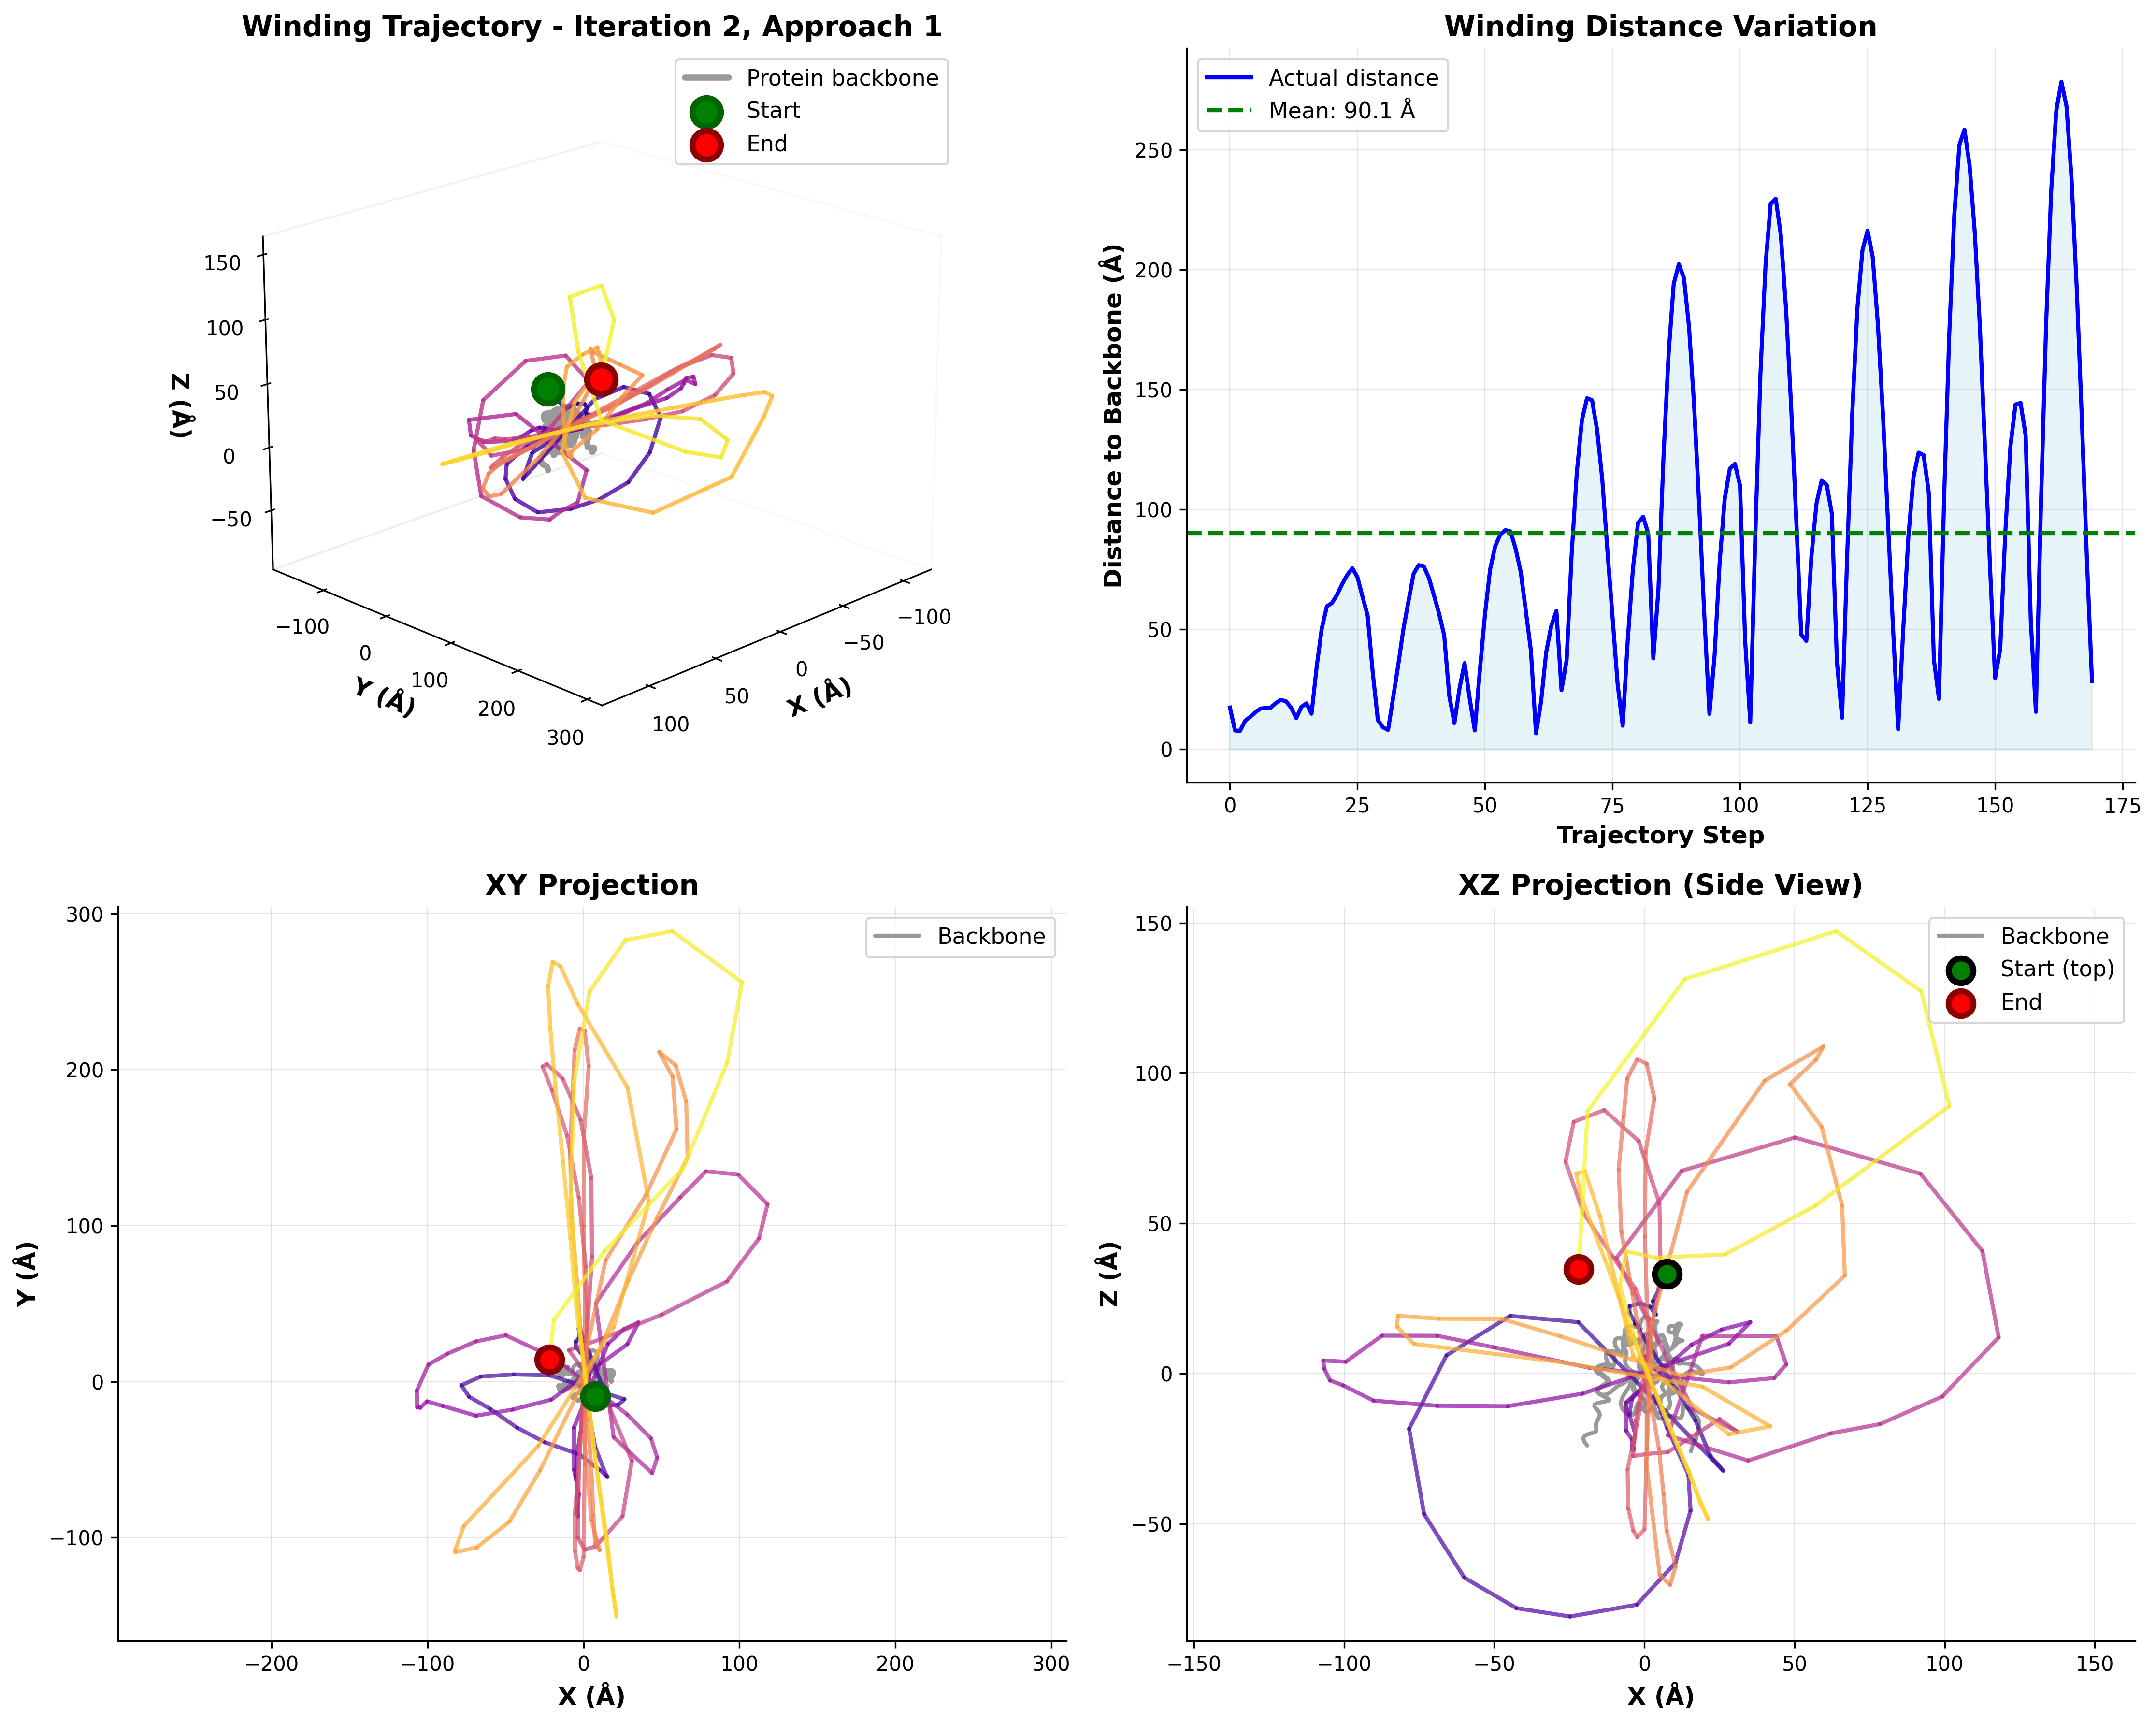 Winding Trajectory - Iteration 2, Approach 1
Protein backbone
Start
End
150
100
50
0
−50
Z (Å)
−100
0
100
200
300
Y (Å)
100
50
0
−50
−100
X (Å)
Winding Distance Variation
Actual distance
Mean: 90.1 Å
250
200
150
100
50
0
Distance to Backbone (Å)
0
25
50
75
100
125
150
175
Trajectory Step
XY Projection
Backbone
300
200
100
0
−100
Y (Å)
−200
−100
0
100
200
300
X (Å)
XZ Projection (Side View)
Backbone
Start (top)
End
150
100
50
0
−50
Z (Å)
−150
−100
−50
0
50
100
150
X (Å)